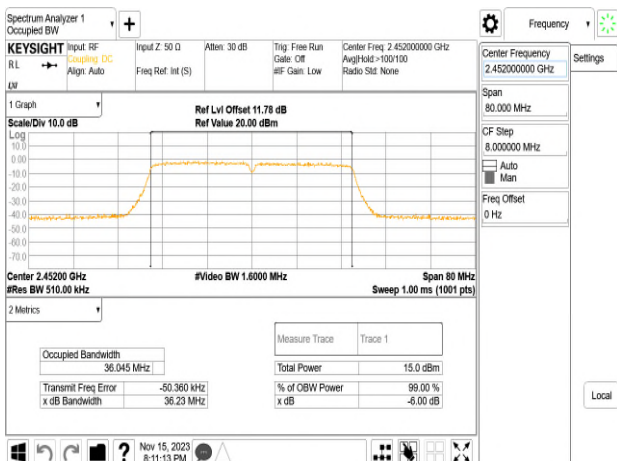 Spectrum Analyzer 1
Occupied BW
+
Frequency
KEYSIGHT
RL
Input: RF
Coupling: DC
Align: Auto
Input Z: 50 Ω
Freq Ref: Int (S)
Atten: 30 dB
Trig: Free Run
Gate: Off
#IF Gain: Low
Center Freq: 2.452000000 GHz
Avg|Hold:>100/100
Radio Std: None
Center Frequency
2.452000000 GHz
Settings
Span
80.000 MHz
CF Step
8.000000 MHz
Auto
Man
Freq Offset
0 Hz
Local
1 Graph
Scale/Div 10.0 dB
Ref Lvl Offset 11.78 dB
Ref Value 20.00 dBm
Log
10.0
0.00
-10.0
-20.0
-30.0
-40.0
-50.0
-60.0
-70.0
Center 2.45200 GHz
#Video BW 1.6000 MHz
Span 80 MHz
#Res BW 510.00 kHz
Sweep 1.00 ms (1001 pts)
2 Metrics
Measure Trace Trace 1
Occupied Bandwidth
36.045 MHz
Total Power 15.0 dBm
Transmit Freq Error -50.360 kHz
% of OBW Power 99.00 %
x dB Bandwidth 36.23 MHz
x dB -6.00 dB
?
Nov 15, 2023
8:11:13 PM